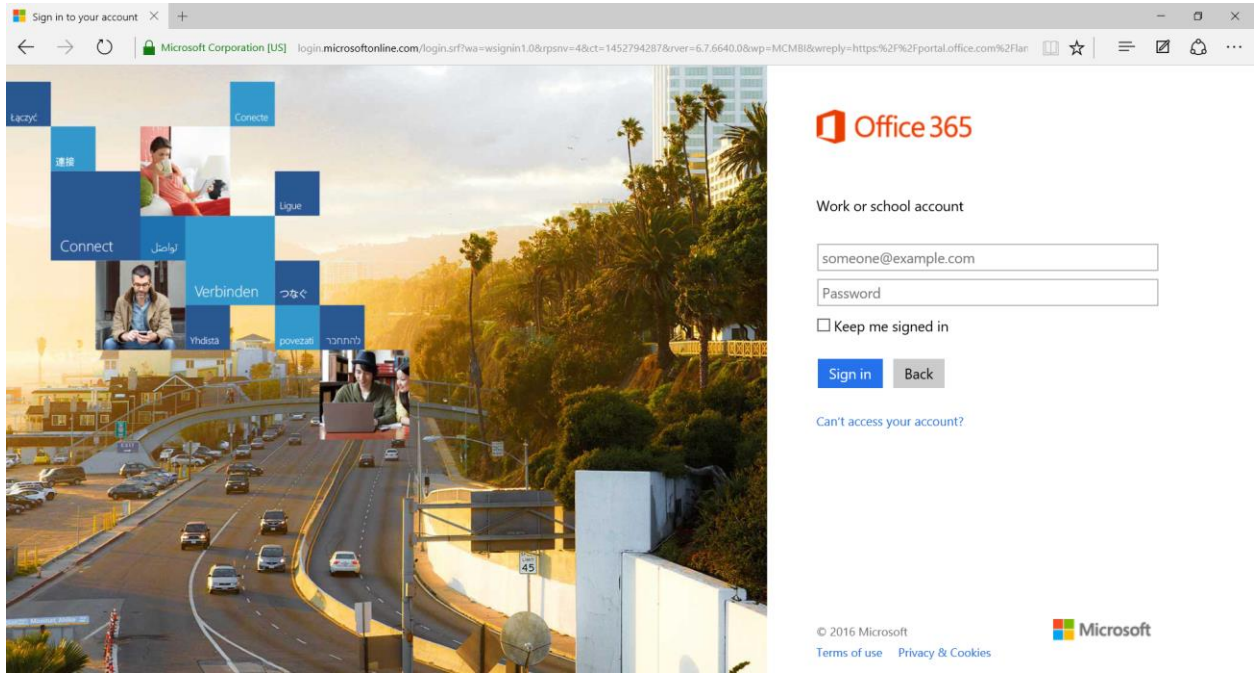 Sign in to your account
Microsoft Corporation [US] login.microsoftonline.com/login.srf?wa=wsignin1.0&rpsnv=4&ct=1452794287&rver=6.7.6640.0&wp=MCMBI&wreply=https:%2F%2Fportal.office.com%2Flan
Łączyć
Conecte
連接
Ligue
Connect
تواصل
Verbinden
つなぐ
Yhdistä
povezati
להתחבר
EXIT
SPEED LIMIT
45
Office 365
Work or school account
someone@example.com
Password
Keep me signed in
Sign in
Back
Can't access your account?
© 2016 Microsoft
Microsoft
Terms of use Privacy & Cookies